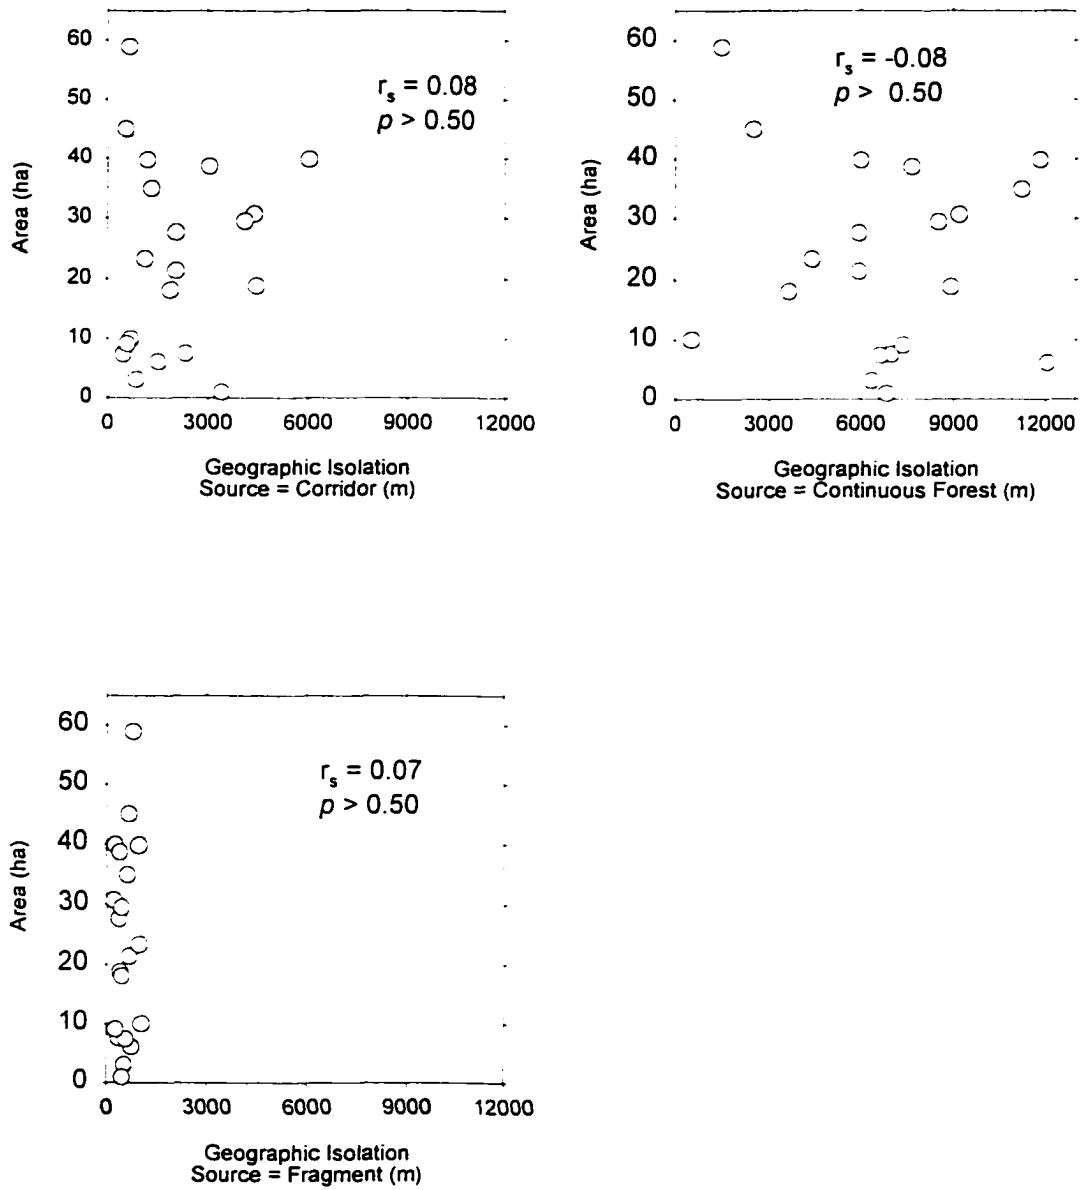 60
50
40
30
20
10
0
Area (ha)
r_s = 0.08
p > 0.50
0 3000 6000 9000 12000
Geographic Isolation
Source = Corridor (m)
60
50
40
30
20
10
0
Area (ha)
r_s = -0.08
p > 0.50
0 3000 6000 9000 12000
Geographic Isolation
Source = Continuous Forest (m)
60
50
40
30
20
10
0
Area (ha)
r_s = 0.07
p > 0.50
0 3000 6000 9000 12000
Geographic Isolation
Source = Fragment (m)